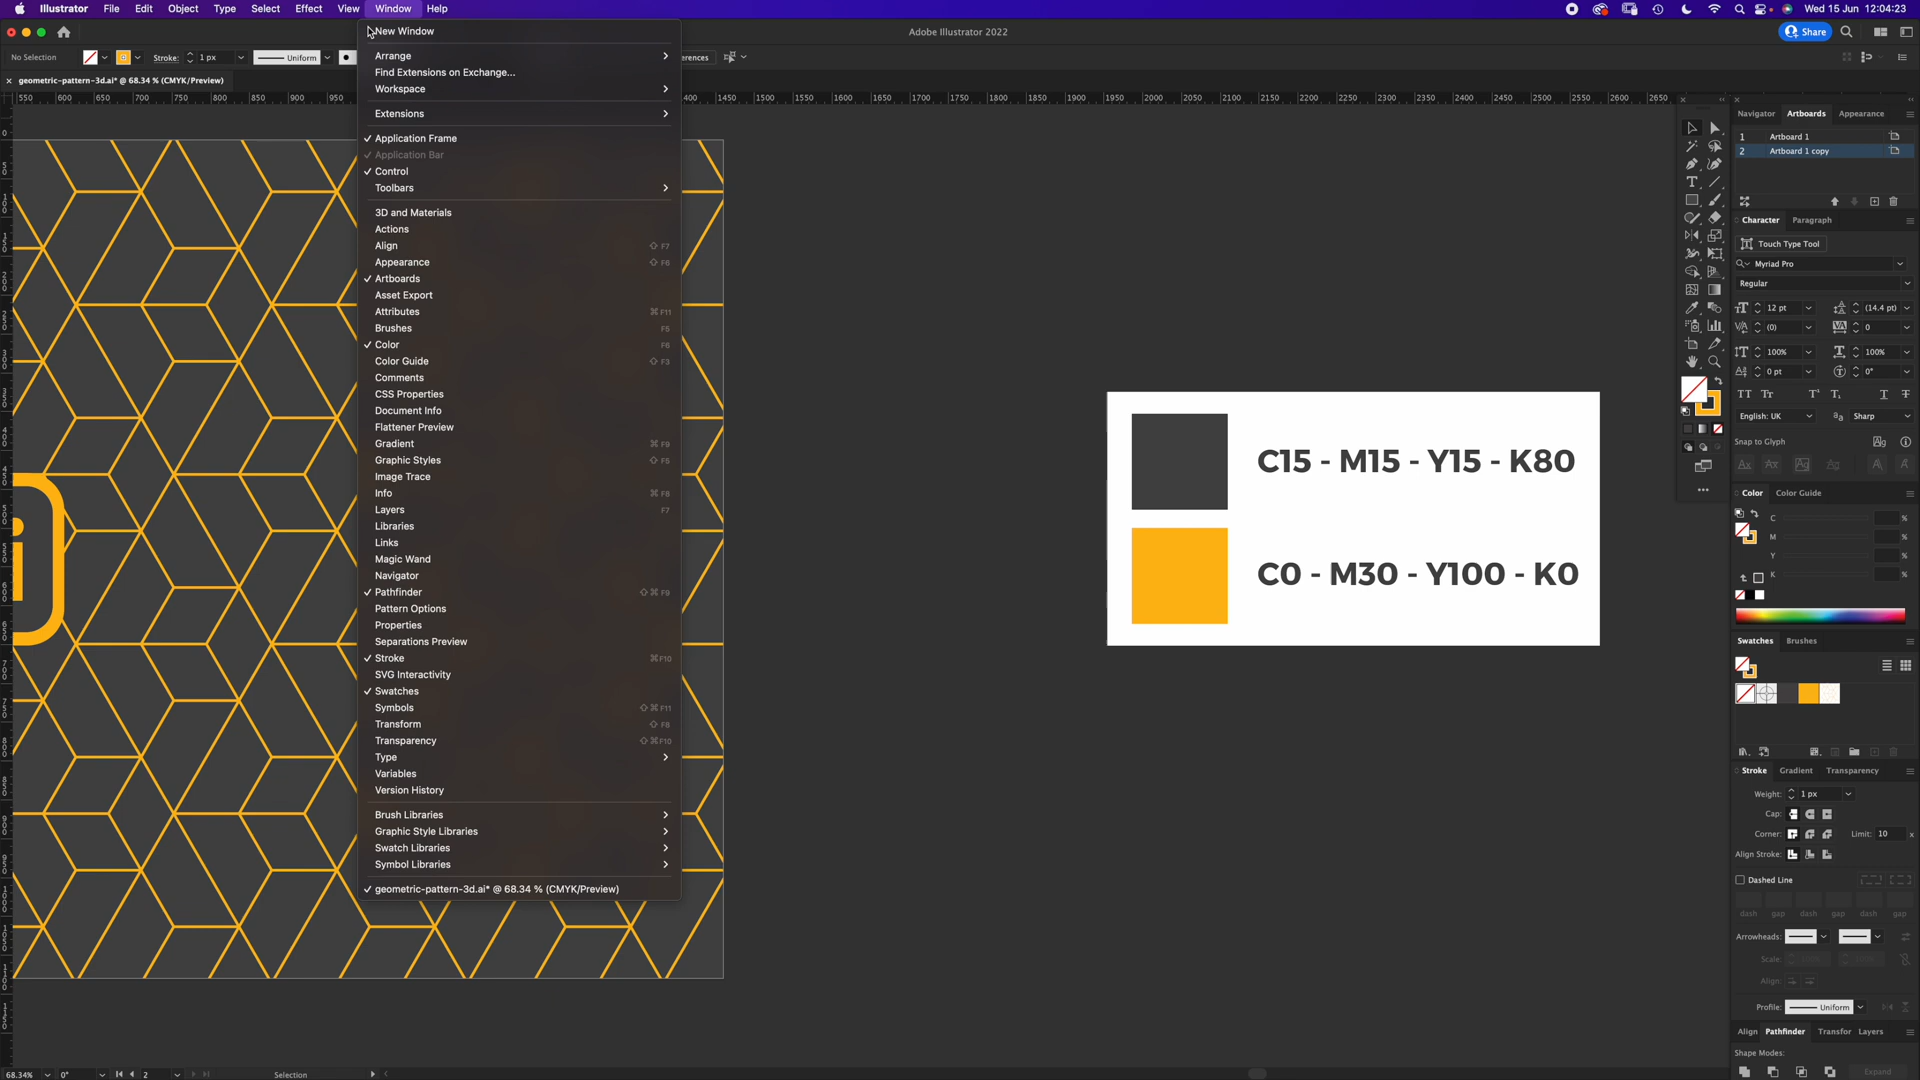 Illustrator File Edit Object Type Select Effect View Window Help Wed 15 Jun 12:04:23
Adobe Illustrator 2022 Share
No Selection Stroke: 1 px Uniform erences
× geometric-pattern-3d.ai* @ 68.34 % (CMYK/Preview)
550 600 650 700 750 800 850 900 950 400 1450 1500 1550 1600 1650 1700 1750 1800 1850 1900 1950 2000 2050 2100 2150 2200 2250 2300 2350 2400 2450 2500 2550 2600 2650
New Window
Arrange
Find Extensions on Exchange...
Workspace
Extensions
✓ Application Frame
✓ Application Bar
✓ Control
Toolbars
3D and Materials
Actions
Align ⇧ F7
Appearance ⇧ F6
✓ Artboards
Asset Export
Attributes ⌘ F11
Brushes F5
✓ Color F6
Color Guide ⇧ F3
Comments
CSS Properties
Document Info
Flattener Preview
Gradient ⌘ F9
Graphic Styles ⇧ F5
Image Trace
Info ⌘ F8
Layers F7
Libraries
Links
Magic Wand
Navigator
✓ Pathfinder ⇧ ⌘ F9
Pattern Options
Properties
Separations Preview
✓ Stroke ⌘F10
SVG Interactivity
✓ Swatches
Symbols ⇧ ⌘F11
Transform ⇧ F8
Transparency ⇧ ⌘F10
Type
Variables
Version History
Brush Libraries
Graphic Style Libraries
Swatch Libraries
Symbol Libraries
✓ geometric-pattern-3d.ai* @ 68.34 % (CMYK/Preview)
i
C15 - M15 - Y15 - K80
C0 - M30 - Y100 - K0
Navigator Artboards Appearance
1 Artboard 1
2 Artboard 1 copy
Character Paragraph
Touch Type Tool
Myriad Pro
Regular
12 pt (14.4 pt)
(0) 0
100% 100%
0 pt 0°
English: UK Sharp
Snap to Glyph
Color Color Guide
C %
M %
Y %
K %
Swatches Brushes
Stroke Gradient Transparency
Weight: 1 px
Cap:
Corner: Limit: 10 x
Align Stroke:
Dashed Line
dash gap dash gap dash gap
Arrowheads:
Scale:
Align:
Profile: Uniform
Align Pathfinder Transfor Layers
Shape Modes:
Expand
68.34% 0° 2 Selection